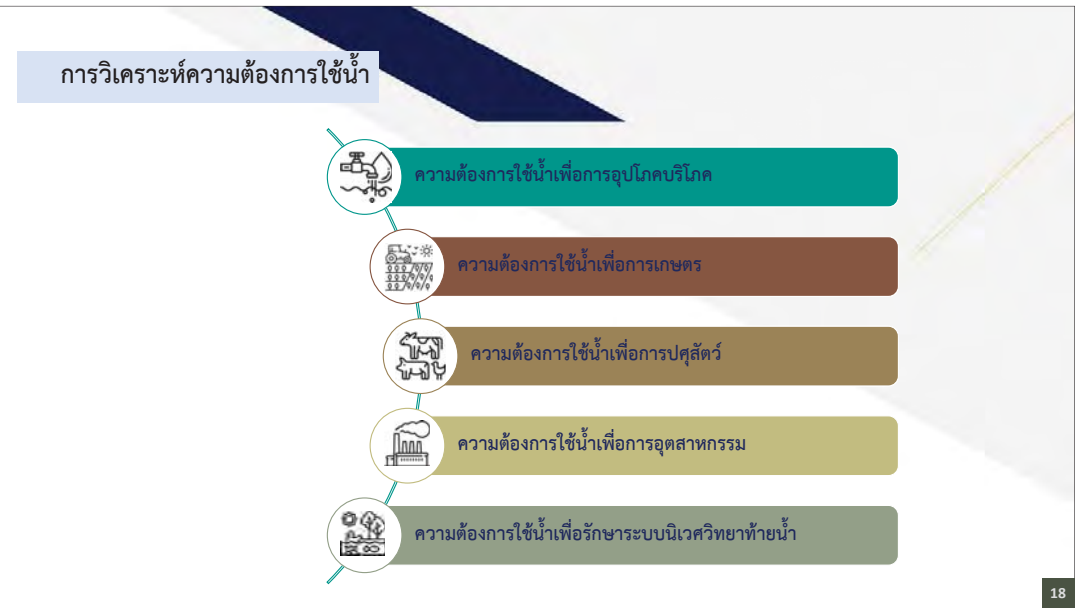 การวิเคราะห์ความต้องการใช้น้ำ
ความต้องการใช้น้ำเพื่อการอุปโภคบริโภค
ความต้องการใช้น้ำเพื่อการเกษตร
ความต้องการใช้น้ำเพื่อการปศุสัตว์
ความต้องการใช้น้ำเพื่อการอุตสาหกรรม
ความต้องการใช้น้ำเพื่อรักษาระบบนิเวศวิทยาท้ายน้ำ
18